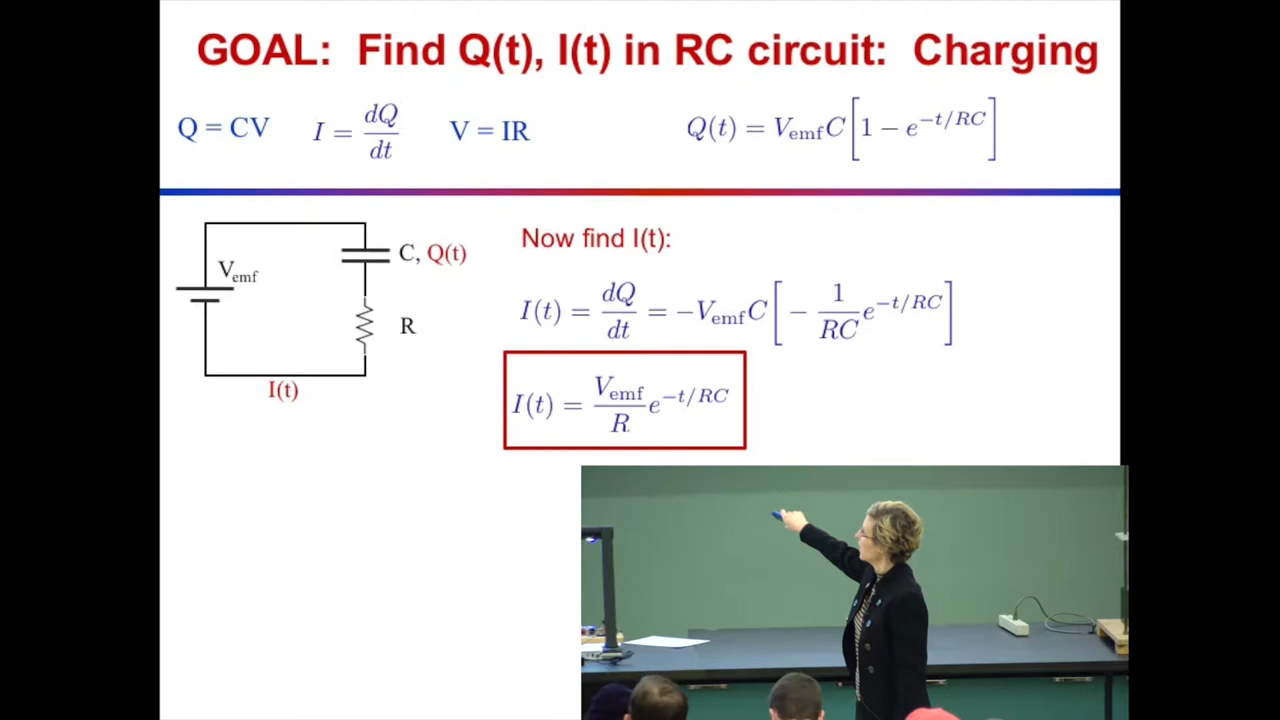 GOAL: Find Q(t), I(t) in RC circuit: Charging
Q = CV I = dQ/dt V = IR Q(t) = V_emf C[1 − e^{−t/RC}]
Now find I(t):
C, Q(t)
V_emf
I(t) = dQ/dt = −V_emf C[− 1/RC e^{−t/RC}]
R
I(t)
I(t) = V_emf/R e^{−t/RC}